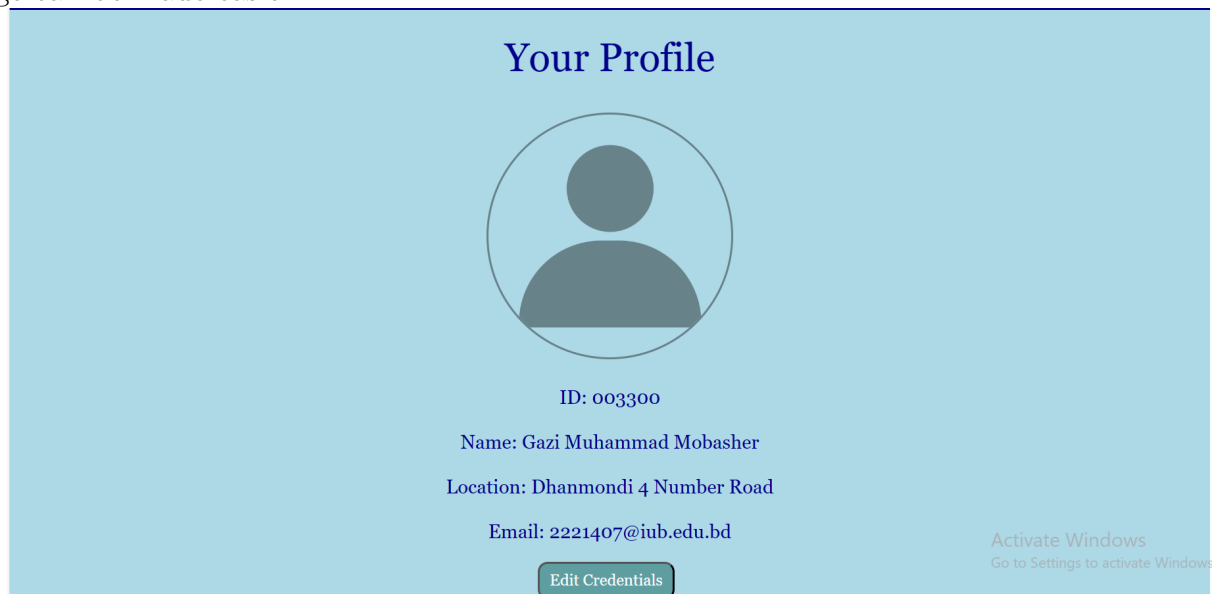 Your Profile
ID: 003300
Name: Gazi Muhammad Mobasher
Location: Dhanmondi 4 Number Road
Email: 2221407@iub.edu.bd
Edit Credentials
Activate Windows
Go to Settings to activate Windows